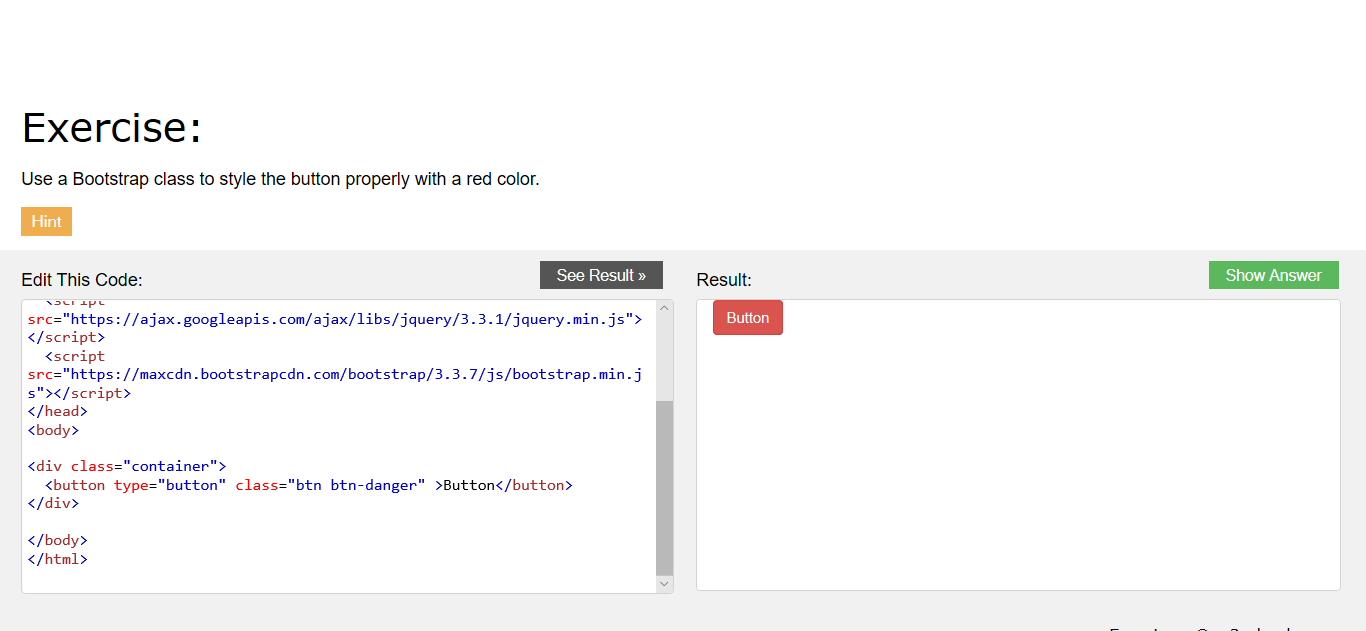 Exercise:
Use a Bootstrap class to style the button properly with a red color.
Hint
Edit This Code:
See Result »
<script
src="https://ajax.googleapis.com/ajax/libs/jquery/3.3.1/jquery.min.js">
</script>
<script
src="https://maxcdn.bootstrapcdn.com/bootstrap/3.3.7/js/bootstrap.min.j
s"></script>
</head>
<body>
<div class="container">
<button type="button" class="btn btn-danger" >Button</button>
</div>
</body>
</html>
Result:
Show Answer
Button